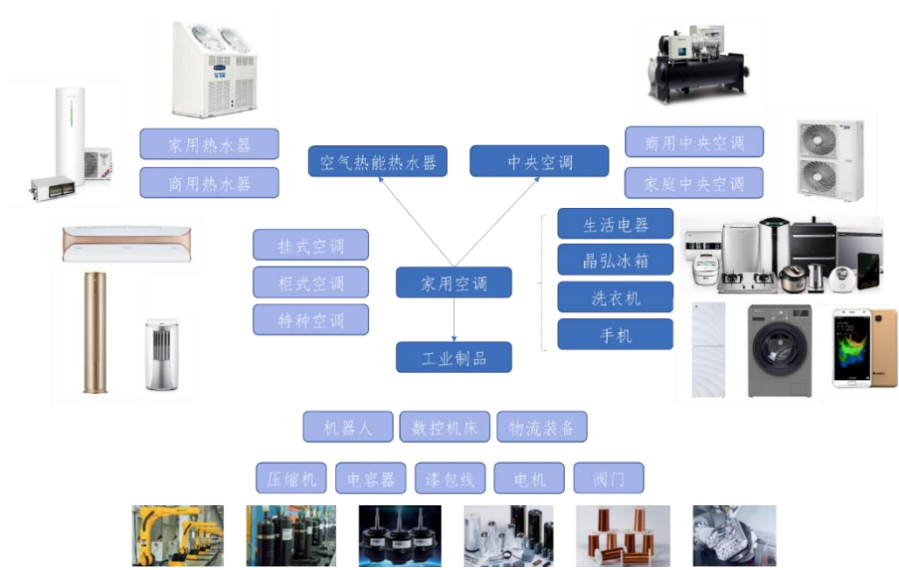 家用热水器
商用热水器
空气热能热水器
中央空调
商用中央空调
家庭中央空调
挂式空调
柜式空调
特种空调
家用空调
生活电器
晶弘冰箱
洗衣机
手机
工业制品
机器人
数控机床
物流装备
压缩机
电容器
漆包线
电机
阀门